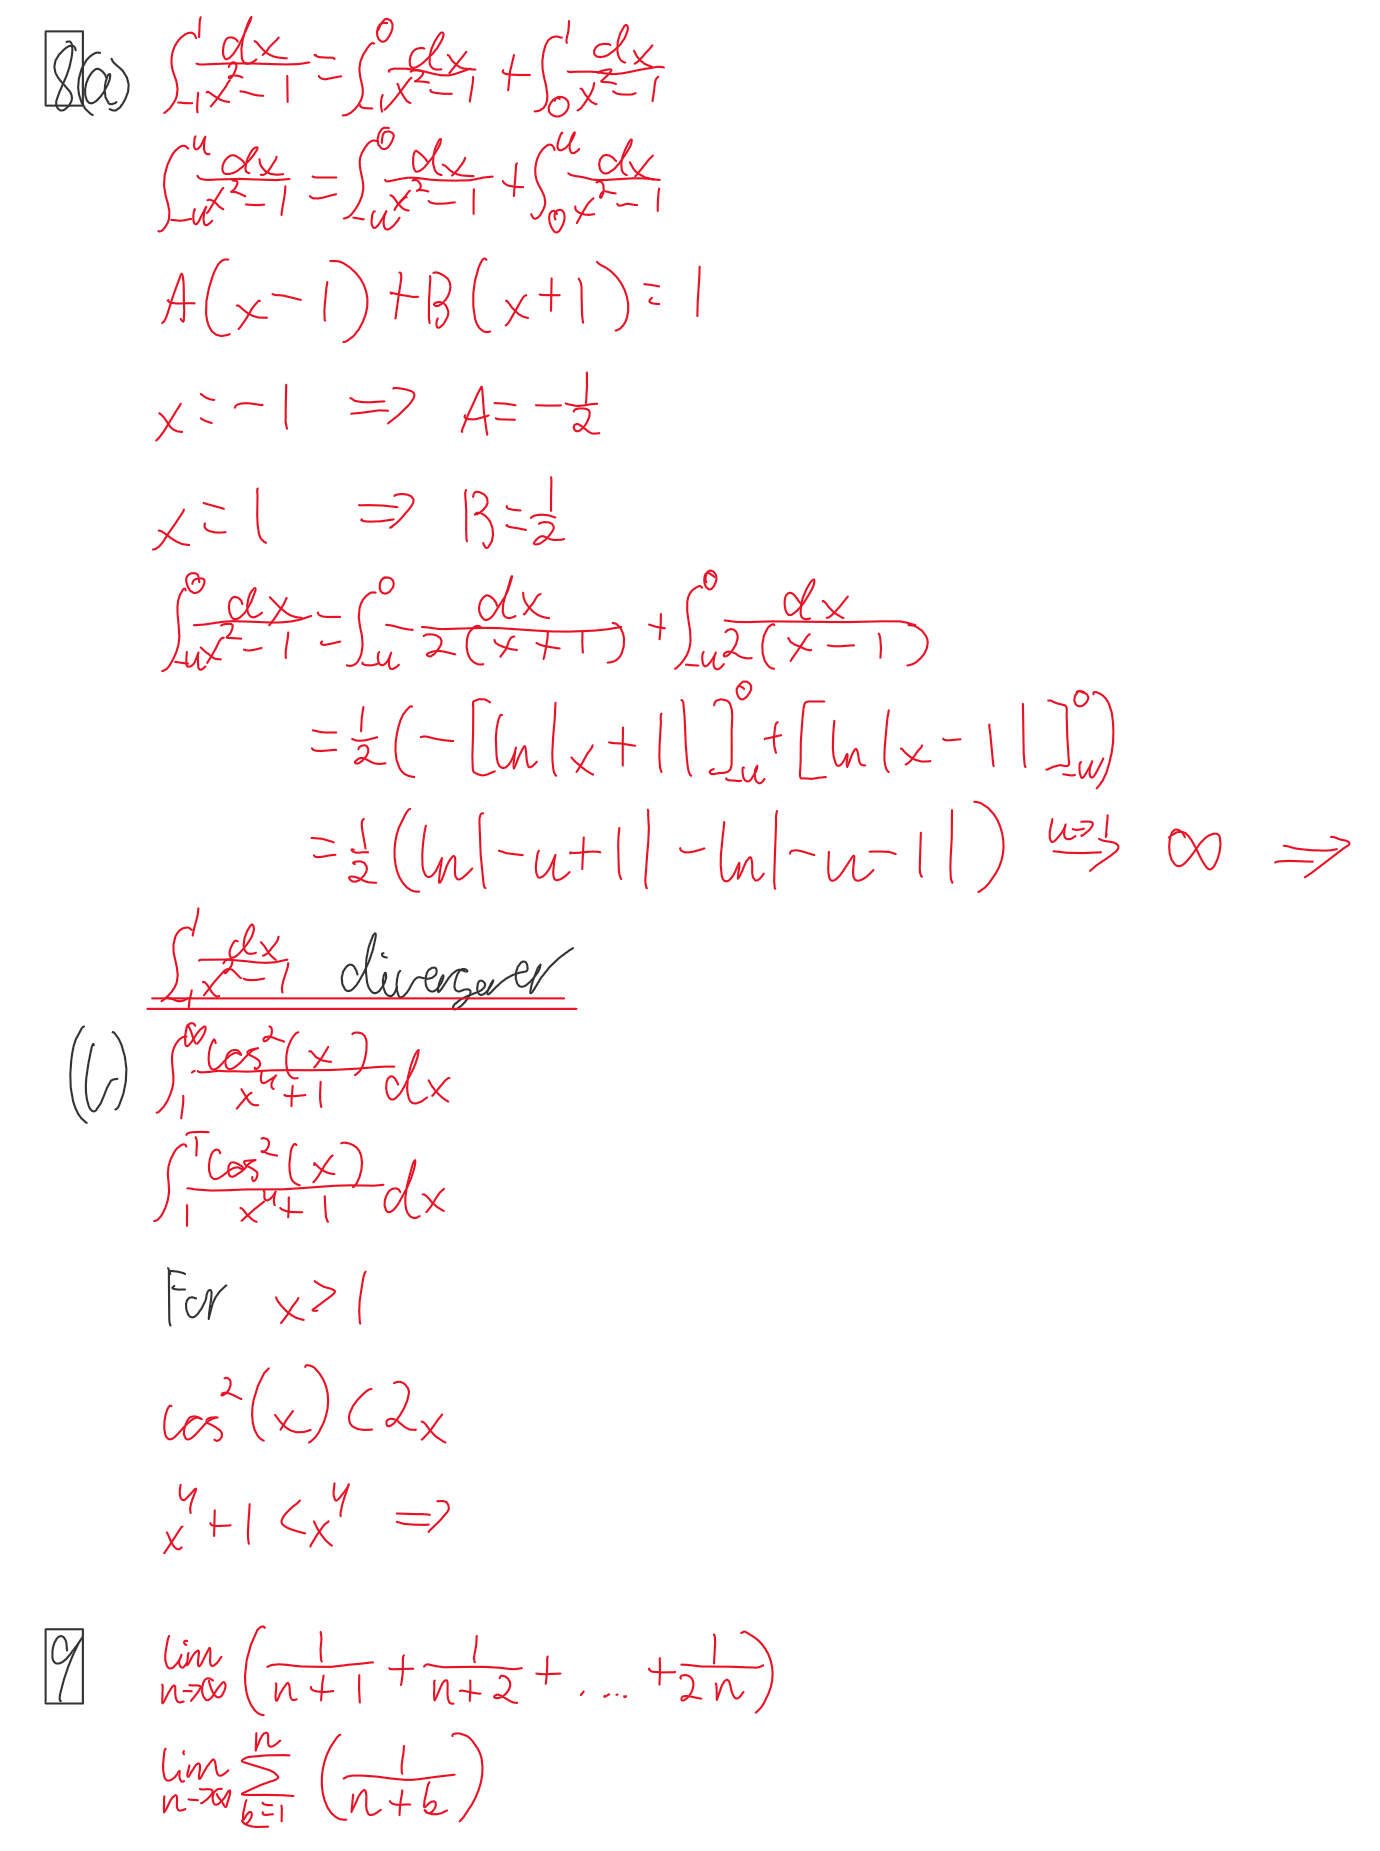 8(a) ∫_{-1}^{1} dx/(x²-1) = ∫_{-1}^{0} dx/(x²-1) + ∫_{0}^{1} dx/(x²-1)
∫_{-u}^{u} dx/(x²-1) = ∫_{-u}^{0} dx/(x²-1) + ∫_{0}^{u} dx/(x²-1)
A(x-1)+B(x+1)=1
x=-1 ⇒ A=-1/2
x=1 ⇒ B=1/2
∫_{-u}^{0} dx/(x²-1) = ∫_{-u}^{0} - dx/(2(x+1)) + ∫_{-u}^{0} dx/(2(x-1))
= 1/2(-[ln|x+1|]_{-u}^{0} + [ln|x-1|]_{-u}^{0})
= 1/2(ln|-u+1| - ln|-u-1|) u→1 ⟶ ∞ ⇒
∫_{-1}^{1} dx/(x²-1) divergerer
∫_{1}^{∞} cos²(x)/(x⁴+1) dx
∫_{1}^{T} cos²(x)/(x⁴+1) dx
For x>1
cos²(x) < 2x
x⁴+1 < x⁴ ⇒
9 lim_{n→∞} (1/(n+1) + 1/(n+2) + .... + 1/(2n))
lim_{n→∞} ∑_{k=1}^{n} (1/(n+k))